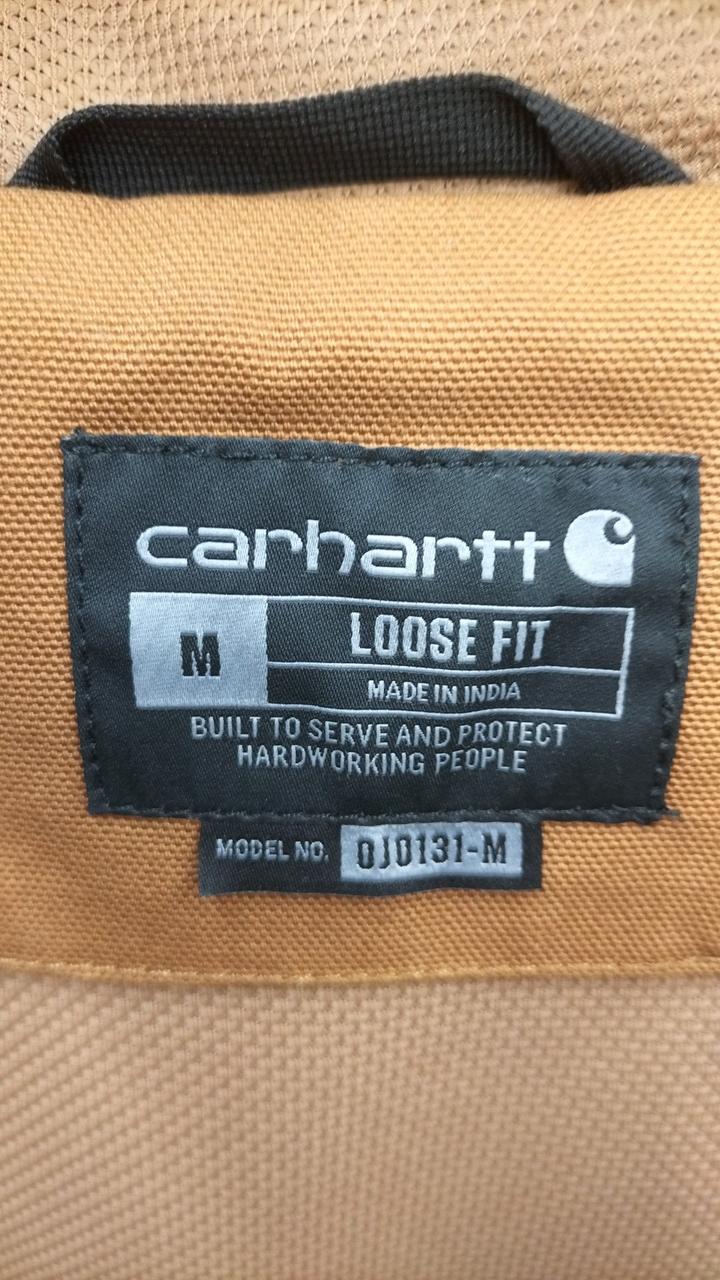 carhartt
M
LOOSE FIT
MADE IN INDIA
BUILT TO SERVE AND PROTECT
HARDWORKING PEOPLE
MODEL NO. OJ0131-M